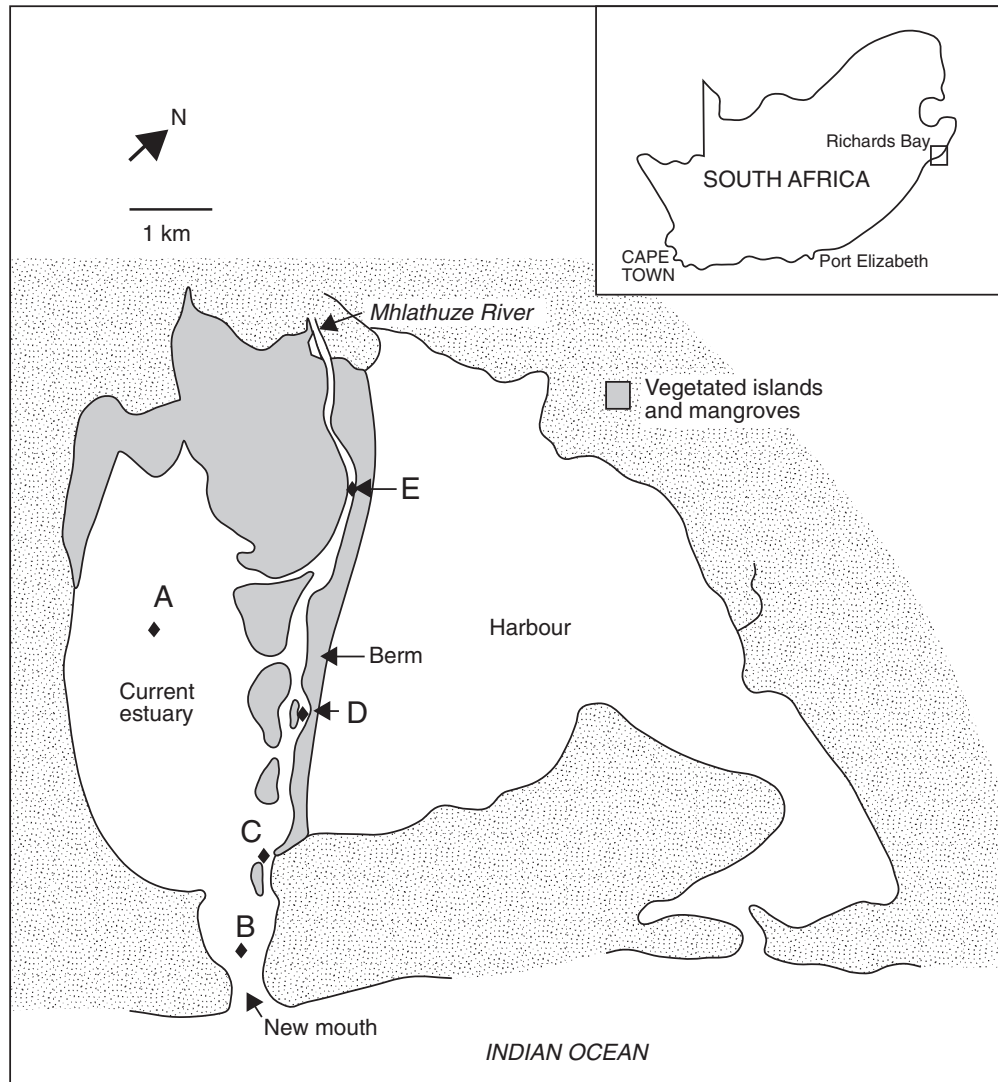 N
1 km
Richards Bay
SOUTH AFRICA
CAPE
TOWN
Port Elizabeth
Mhlathuze River
Vegetated islands
and mangroves
E
A
Harbour
Berm
Current
estuary
D
C
B
New mouth
INDIAN OCEAN